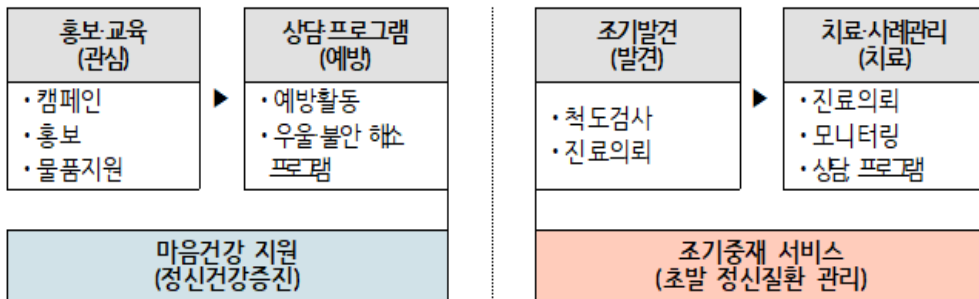 홍보·교육
(관심)
• 캠페인
• 홍보
• 물품지원
▶
상담·프로그램
(예방)
• 예방활동
• 우울·불안 해소
프로그램
마음건강 지원
(정신건강증진)
조기발견
(발견)
• 척도검사
• 진료의뢰
▶
치료·사례관리
(치료)
• 진료의뢰
• 모니터링
• 상담, 프로그램
조기중재 서비스
(초발 정신질환 관리)